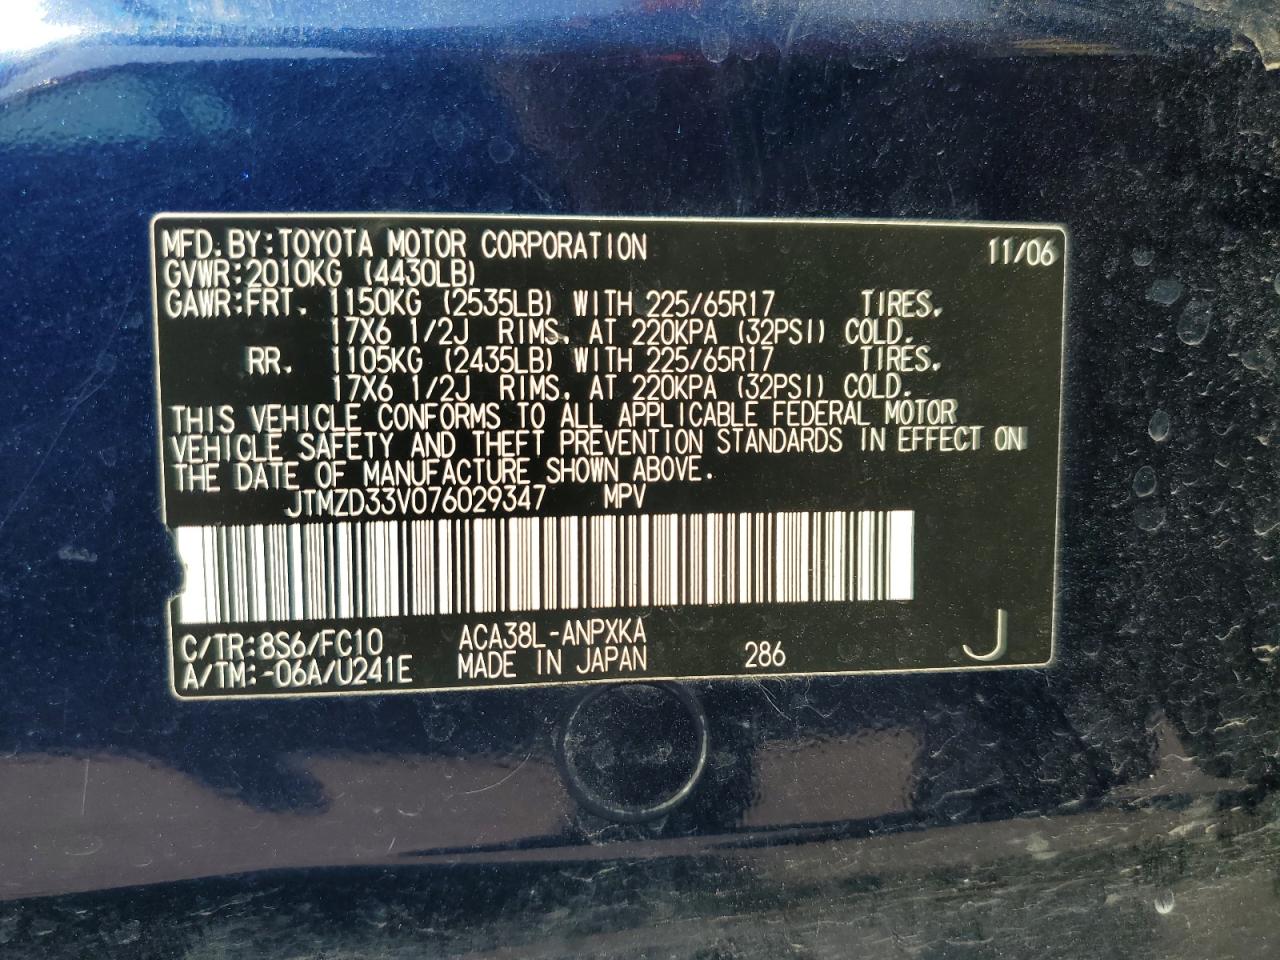 MFD.BY:TOYOTA MOTOR CORPORATION 11/06
GVWR:2010KG (4430LB)
GAWR:FRT. 1150KG (2535LB) WITH 225/65R17 TIRES.
17X6 1/2J RIMS, AT 220KPA (32PSI) COLD.
RR. 1105KG (2435LB) WITH 225/65R17 TIRES.
17X6 1/2J RIMS, AT 220KPA (32PSI) COLD.
THIS VEHICLE CONFORMS TO ALL APPLICABLE FEDERAL MOTOR
VEHICLE SAFETY AND THEFT PREVENTION STANDARDS IN EFFECT ON
THE DATE OF MANUFACTURE SHOWN ABOVE.
JTMZD33V076029347 MPV
C/TR:8S6/FC10 ACA38L-ANPXKA
A/TM:-06A/U241E MADE IN JAPAN 286 J